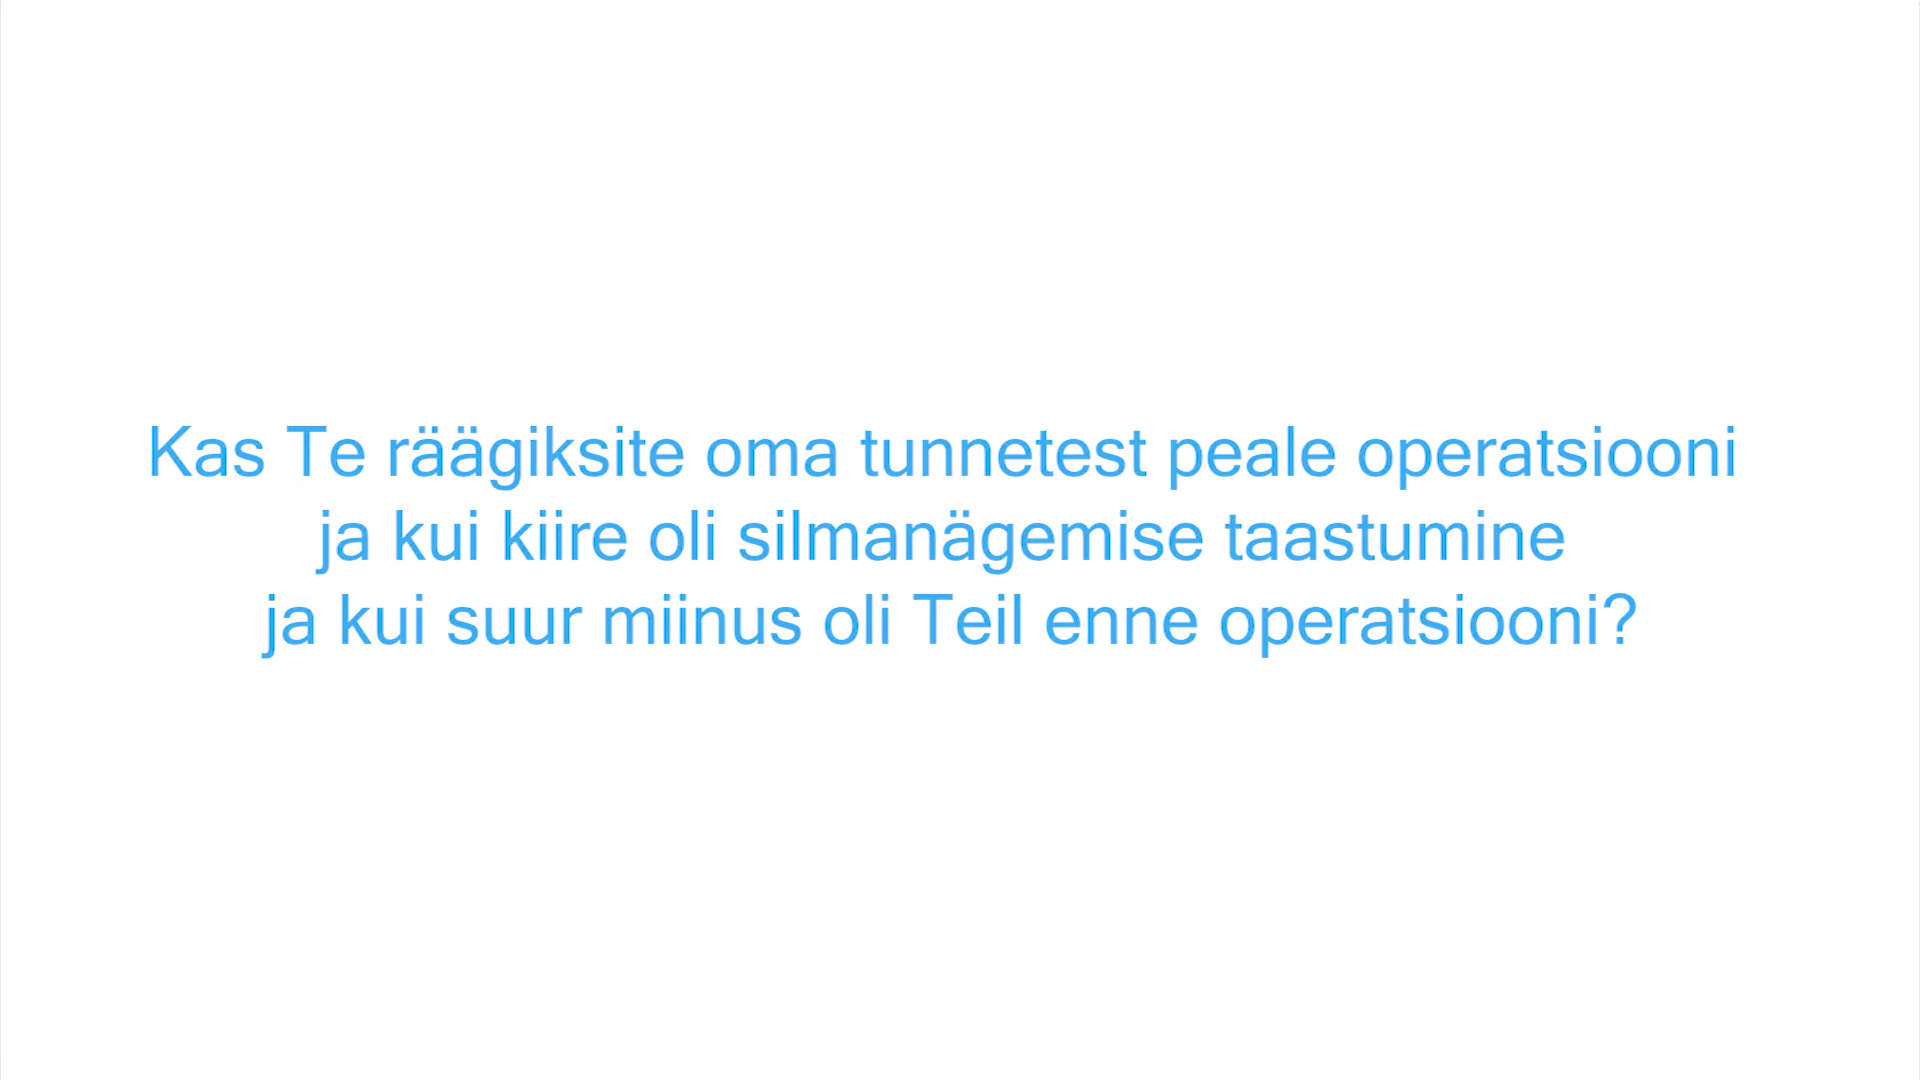 Kas Te räägiksite oma tunnetest peale operatsiooni
ja kui kiire oli silmanägemise taastumine
ja kui suur miinus oli Teil enne operatsiooni?